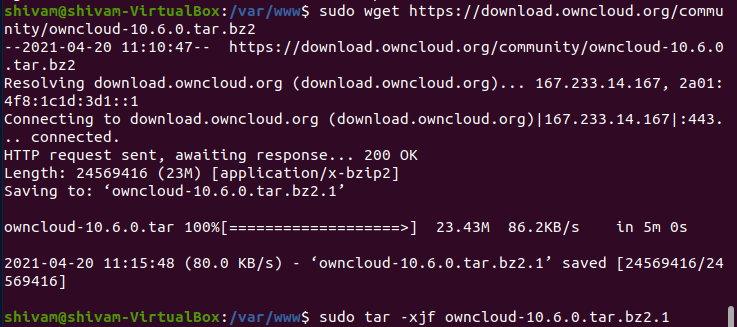 shivam@shivam-VirtualBox:/var/www$ sudo wget https://download.owncloud.org/commu
nity/owncloud-10.6.0.tar.bz2
--2021-04-20 11:10:47--  https://download.owncloud.org/community/owncloud-10.6.0
.tar.bz2
Resolving download.owncloud.org (download.owncloud.org)... 167.233.14.167, 2a01:
4f8:1c1d:3d1::1
Connecting to download.owncloud.org (download.owncloud.org)|167.233.14.167|:443.
.. connected.
HTTP request sent, awaiting response... 200 OK
Length: 24569416 (23M) [application/x-bzip2]
Saving to: ‘owncloud-10.6.0.tar.bz2.1’
owncloud-10.6.0.tar 100%[===================>]  23.43M  86.2KB/s    in 5m 0s
2021-04-20 11:15:48 (80.0 KB/s) - ‘owncloud-10.6.0.tar.bz2.1’ saved [24569416/24
569416]
shivam@shivam-VirtualBox:/var/www$ sudo tar -xjf owncloud-10.6.0.tar.bz2.1